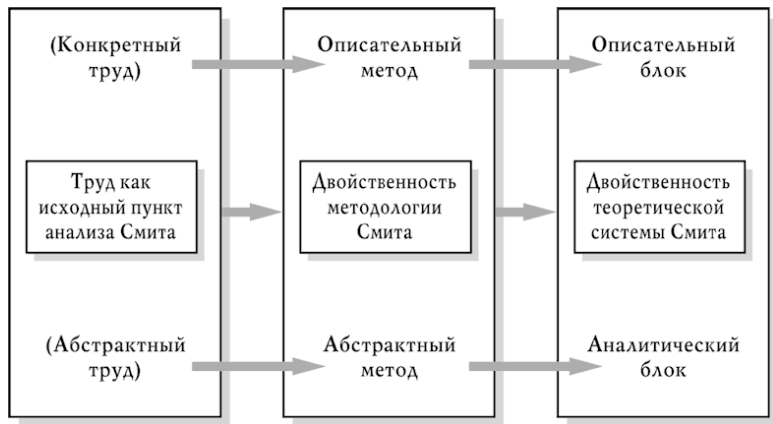 (Конкретный
труд)
Описательный
метод
Описательный
блок
Труд как
исходный пункт
анализа Смита
Двойственность
методологии
Смита
Двойственность
теоретической
системы Смита
(Абстрактный
труд)
Абстрактный
метод
Аналитический
блок